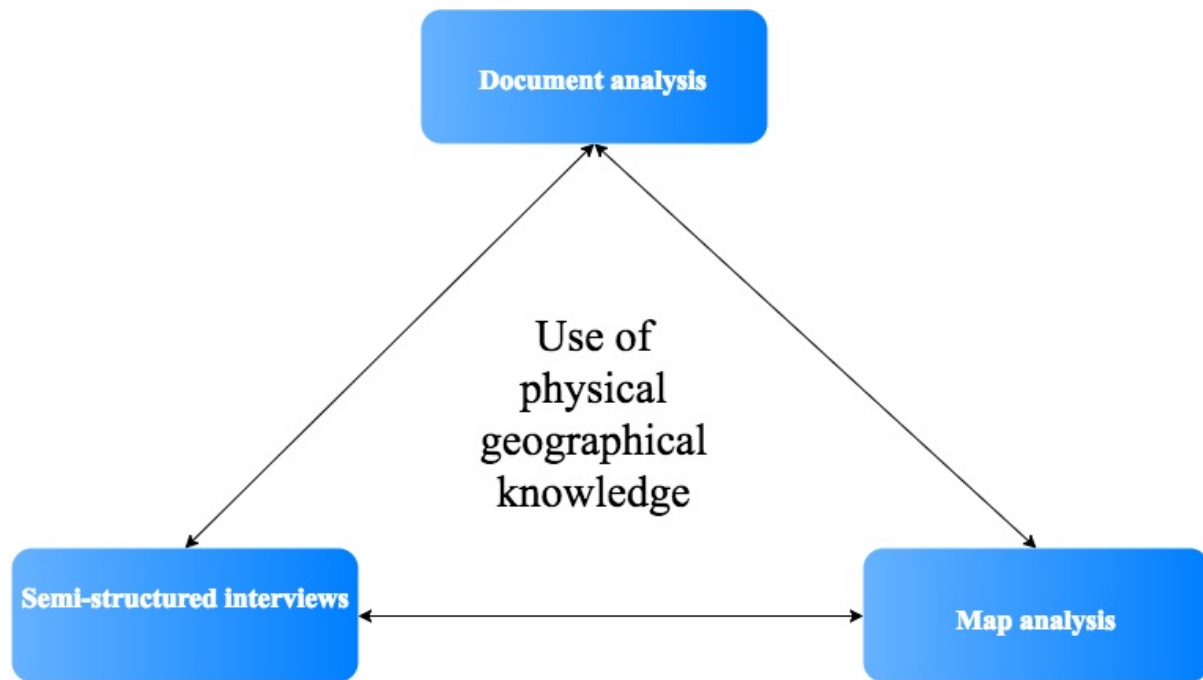 Document analysis
Use of
physical
geographical
knowledge
Semi-structured interviews
Map analysis